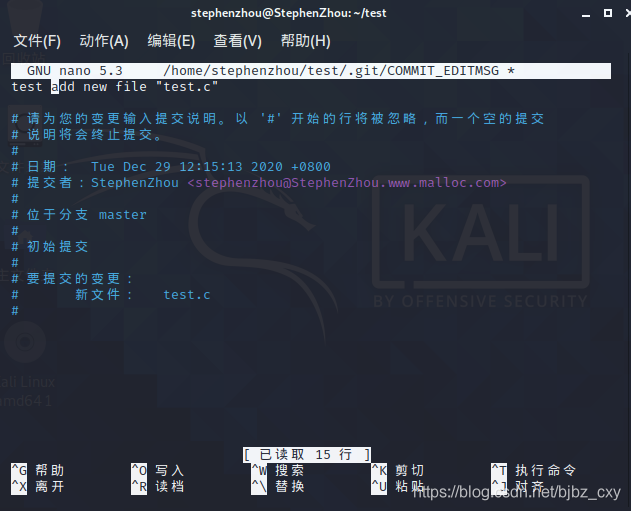 stephenzhou@StephenZhou: ~/test
文件(F) 动作(A) 编辑(E) 查看(V) 帮助(H)
GNU nano 5.3 /home/stephenzhou/test/.git/COMMIT_EDITMSG *
test add new file "test.c"
# 请为您的变更输入提交说明。以 '#' 开始的行将被忽略，而一个空的提交
# 说明将会终止提交。
#
# 日期： Tue Dec 29 12:15:13 2020 +0800
# 提交者：StephenZhou <stephenzhou@StephenZhou.www.malloc.com>
#
# 位于分支 master
#
# 初始提交
#
# 要提交的变更：
# 新文件： test.c
#
KALI
BY OFFENSIVE SECURITY
[ 已读取 15 行 ]
^G 帮助 ^O 写入 ^W 搜索 ^K 剪切 ^T 执行命令
^X 离开 ^R 读档 ^\ 替换 ^U 粘贴 ^J 对齐
https://blog.csdn.net/bjbz_cxy